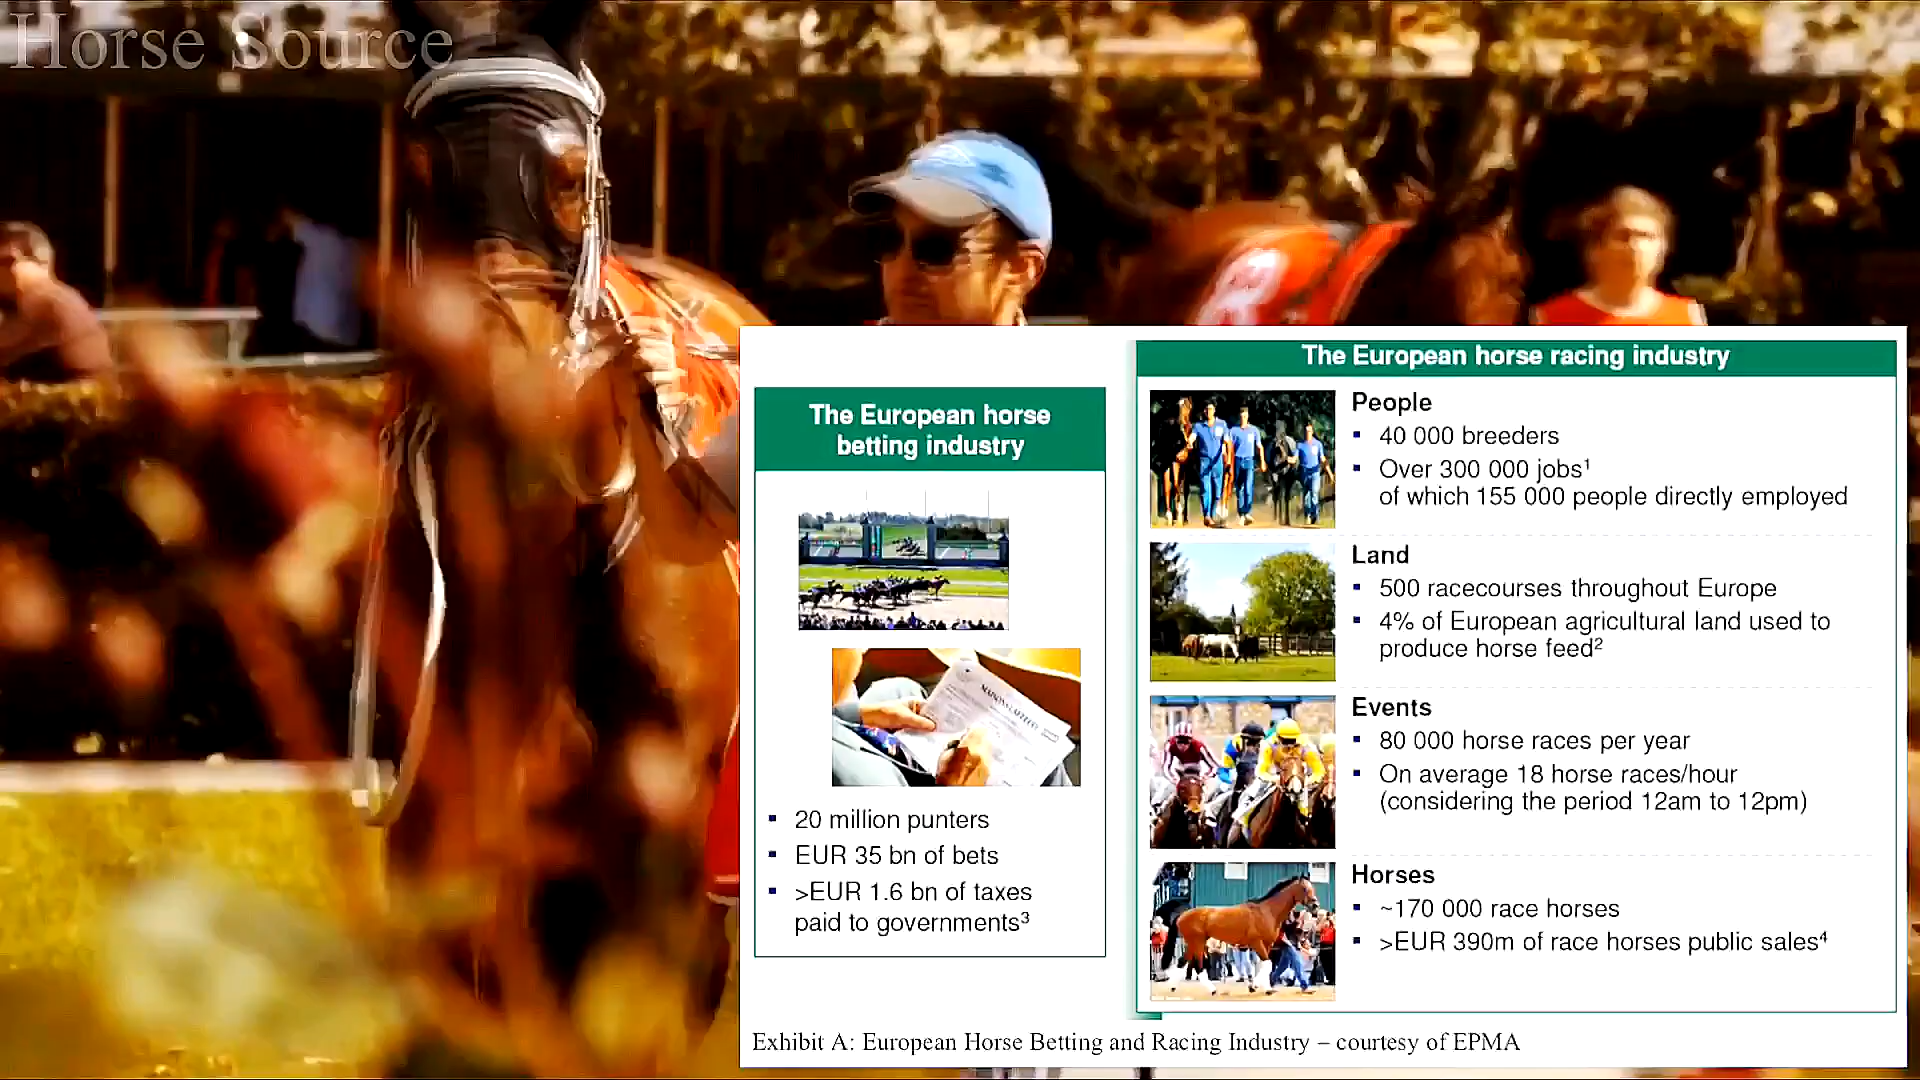 Horse Source
The European horse
betting industry
20 million punters
EUR 35 bn of bets
>EUR 1.6 bn of taxes
paid to governments³
The European horse racing industry
People
40 000 breeders
Over 300 000 jobs¹
of which 155 000 people directly employed
Land
500 racecourses throughout Europe
4% of European agricultural land used to
produce horse feed²
Events
80 000 horse races per year
On average 18 horse races/hour
(considering the period 12am to 12pm)
Horses
~170 000 race horses
>EUR 390m of race horses public sales⁴
Exhibit A: European Horse Betting and Racing Industry – courtesy of EPMA